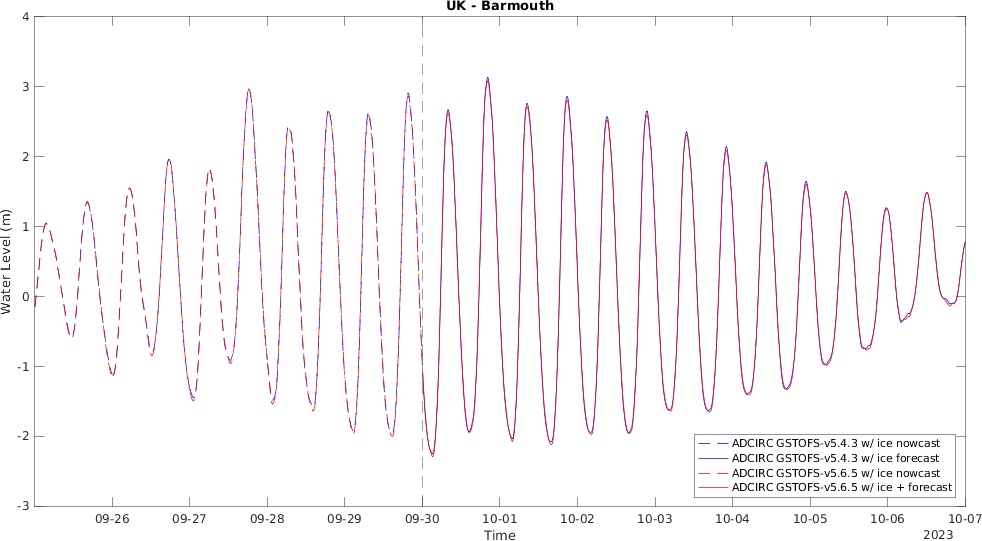 UK - Barmouth
4
3
2
1
0
-1
-2
-3
Water Level (m)
ADCIRC GSTOFS-v5.4.3 w/ ice nowcast
ADCIRC GSTOFS-v5.4.3 w/ ice forecast
ADCIRC GSTOFS-v5.6.5 w/ ice nowcast
ADCIRC GSTOFS-v5.6.5 w/ ice + forecast
09-26 09-27 09-28 09-29 09-30 10-01 10-02 10-03 10-04 10-05 10-06 10-07
Time
2023